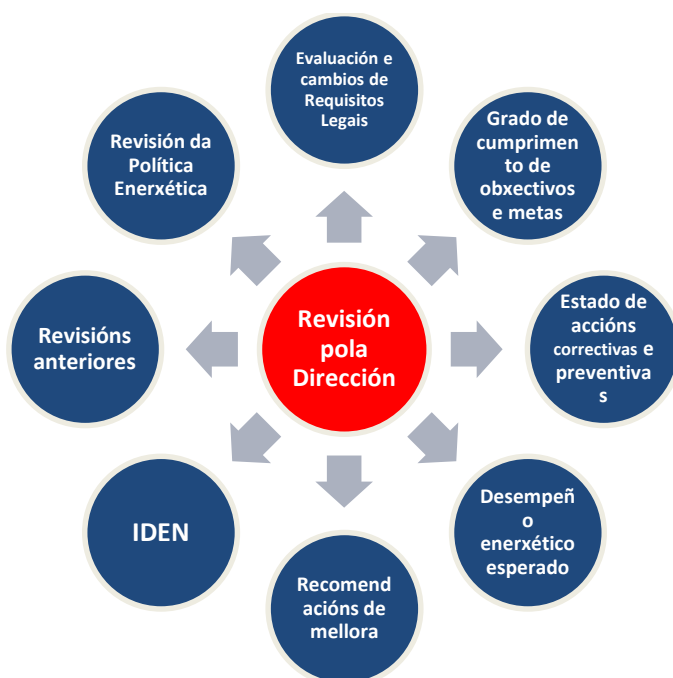 Evaluación e
cambios de
Requisitos
Legais
Grado de
cumprimen
to de
obxectivos
e metas
Estado de
accións
correctivas e
preventiva
s
Desempeñ
o
enerxético
esperado
Recomend
acións de
mellora
IDEN
Revisións
anteriores
Revisión da
Política
Enerxética
Revisión
pola
Dirección